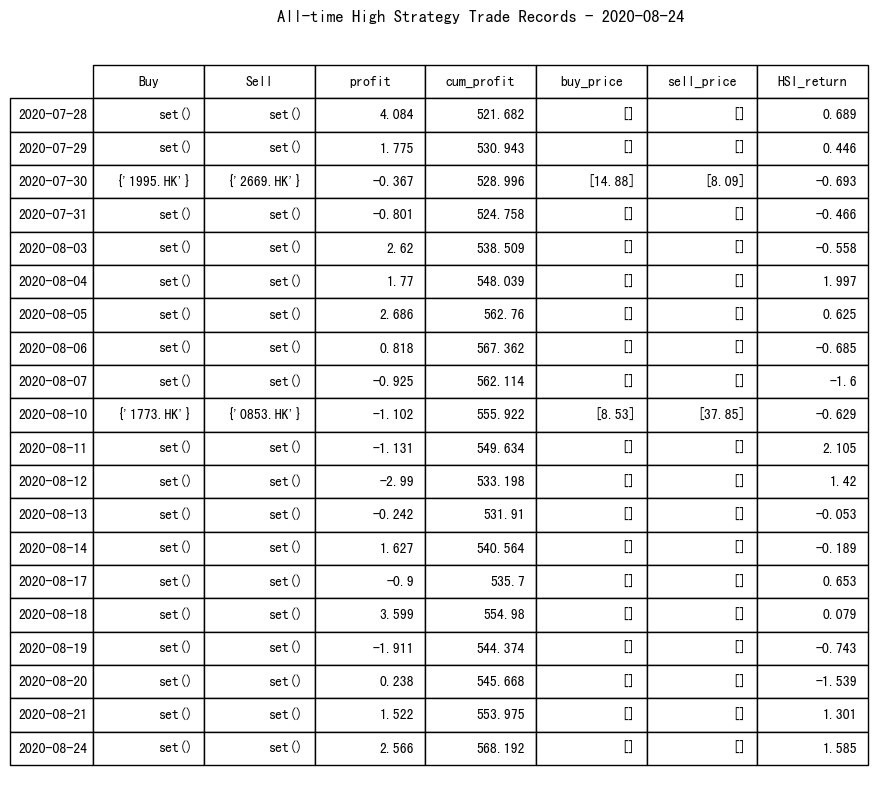 All-time High Strategy Trade Records - 2020-08-24
Buy Sell profit cum_profit buy_price sell_price HSI_return
2020-07-28 set() set() 4.084 521.682 [] [] 0.689
2020-07-29 set() set() 1.775 530.943 [] [] 0.446
2020-07-30 {'1995.HK'} {'2669.HK'} -0.367 528.996 [14.88] [8.09] -0.693
2020-07-31 set() set() -0.801 524.758 [] [] -0.466
2020-08-03 set() set() 2.62 538.509 [] [] -0.558
2020-08-04 set() set() 1.77 548.039 [] [] 1.997
2020-08-05 set() set() 2.686 562.76 [] [] 0.625
2020-08-06 set() set() 0.818 567.362 [] [] -0.685
2020-08-07 set() set() -0.925 562.114 [] [] -1.6
2020-08-10 {'1773.HK'} {'0853.HK'} -1.102 555.922 [8.53] [37.85] -0.629
2020-08-11 set() set() -1.131 549.634 [] [] 2.105
2020-08-12 set() set() -2.99 533.198 [] [] 1.42
2020-08-13 set() set() -0.242 531.91 [] [] -0.053
2020-08-14 set() set() 1.627 540.564 [] [] -0.189
2020-08-17 set() set() -0.9 535.7 [] [] 0.653
2020-08-18 set() set() 3.599 554.98 [] [] 0.079
2020-08-19 set() set() -1.911 544.374 [] [] -0.743
2020-08-20 set() set() 0.238 545.668 [] [] -1.539
2020-08-21 set() set() 1.522 553.975 [] [] 1.301
2020-08-24 set() set() 2.566 568.192 [] [] 1.585